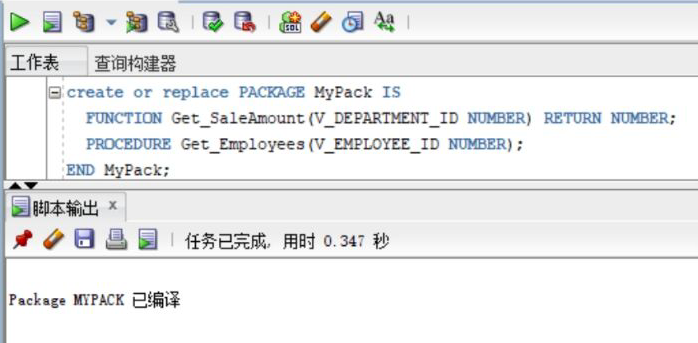 工作表 查询构建器
create or replace PACKAGE MyPack IS
FUNCTION Get_SaleAmount(V_DEPARTMENT_ID NUMBER) RETURN NUMBER;
PROCEDURE Get_Employees(V_EMPLOYEE_ID NUMBER);
END MyPack;
脚本输出 ×
任务已完成, 用时 0.347 秒
Package MYPACK 已编译